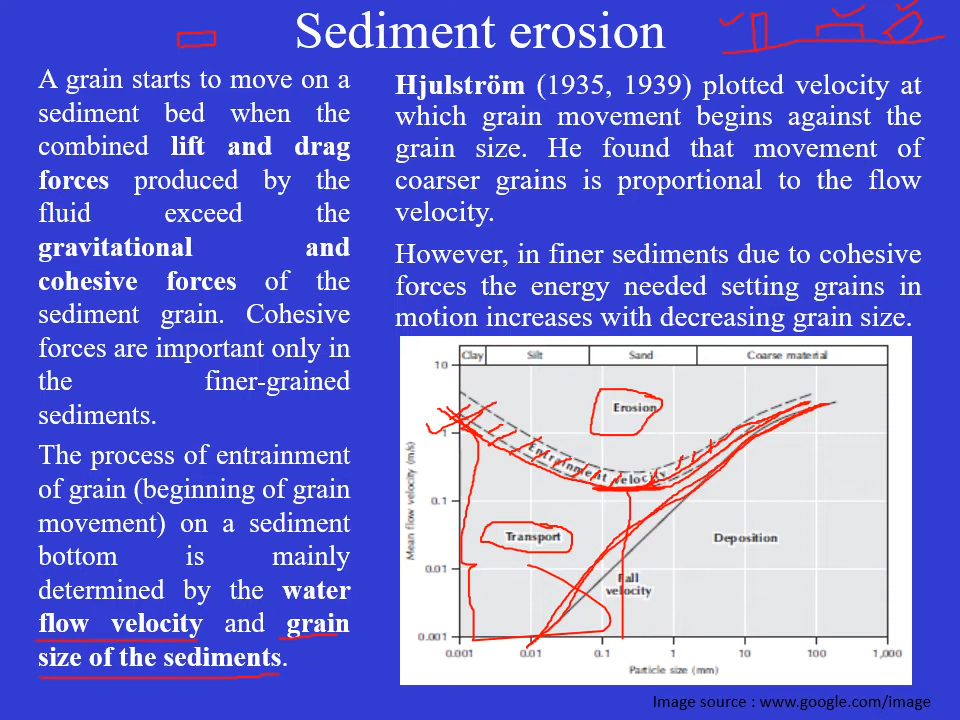 Sediment erosion
A grain starts to move on a
sediment bed when the
combined lift and drag
forces produced by the
fluid exceed the
gravitational and
cohesive forces of the
sediment grain. Cohesive
forces are important only in
the finer-grained
sediments.
The process of entrainment
of grain (beginning of grain
movement) on a sediment
bottom is mainly
determined by the water
flow velocity and grain
size of the sediments.
Hjulström (1935, 1939) plotted velocity at
which grain movement begins against the
grain size. He found that movement of
coarser grains is proportional to the flow
velocity.
However, in finer sediments due to cohesive
forces the energy needed setting grains in
motion increases with decreasing grain size.
Clay Silt Sand Coarse material
10
1
0.1
0.01
0.001
Mean flow velocity (m/s)
Erosion
Entrainment velocity
Transport
Deposition
Fall
velocity
0.001 0.01 0.1 1 10 100 1,000
Particle size (mm)
Image source : www.google.com/image